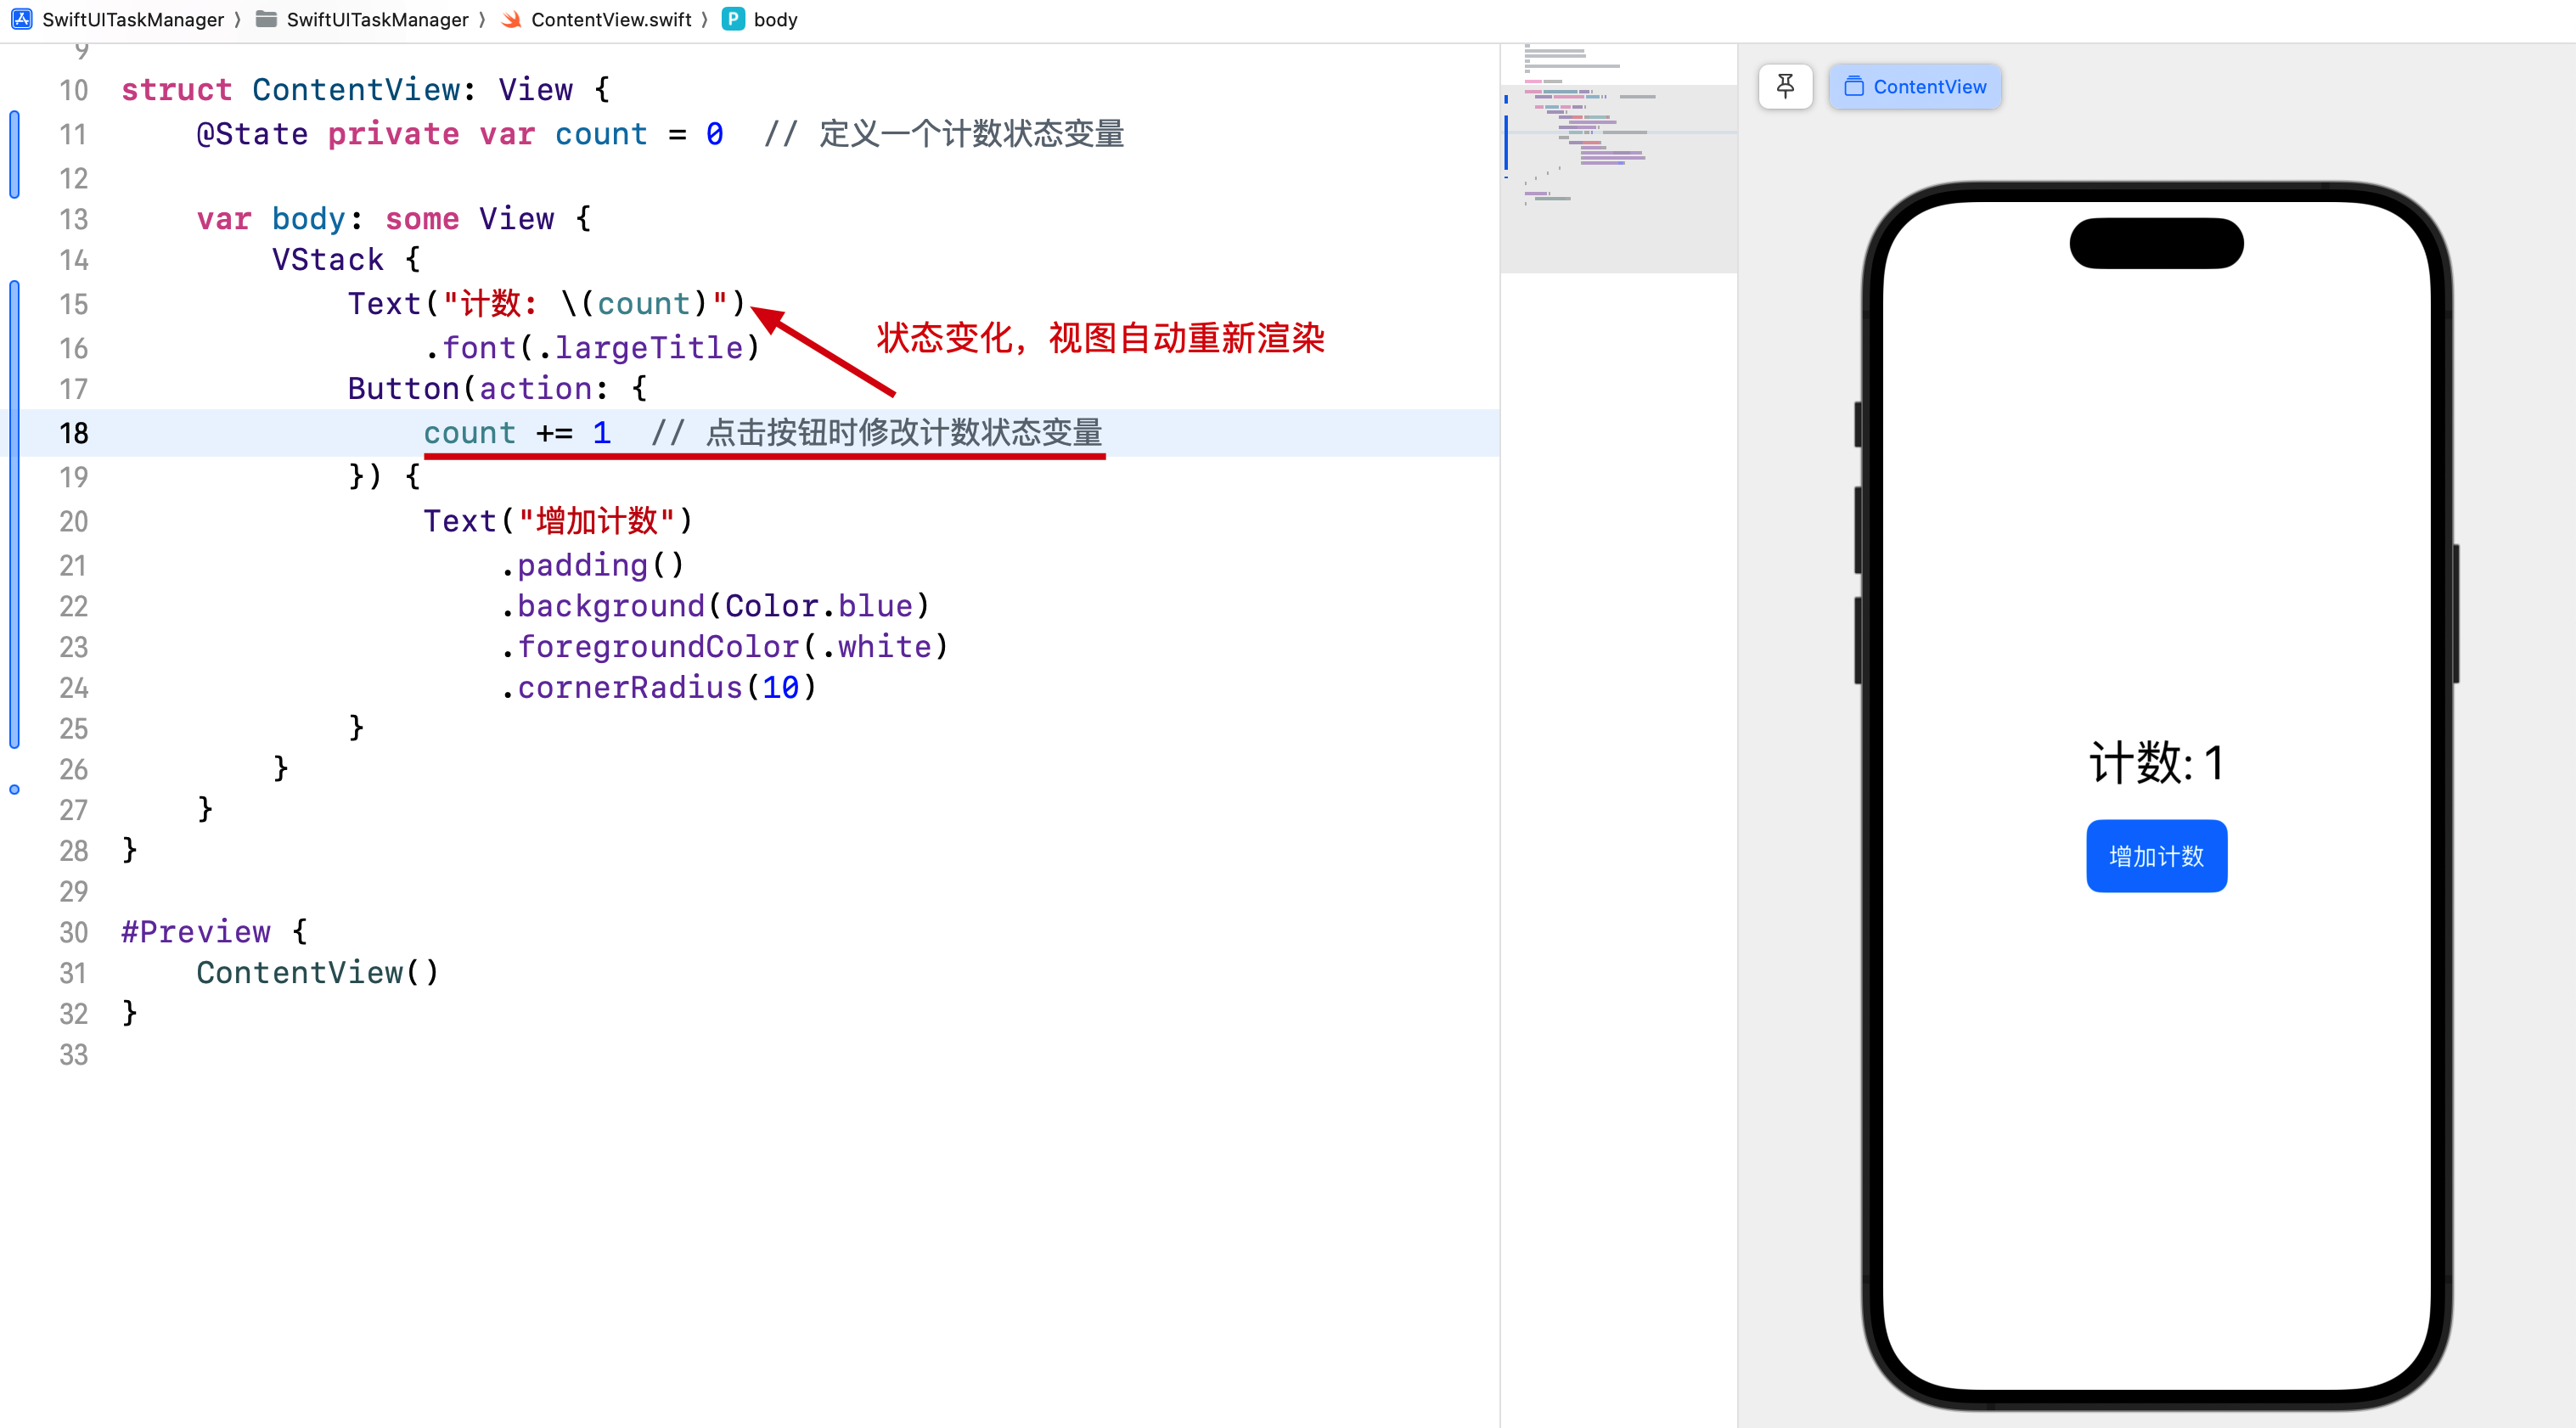 SwiftUITaskManager 〉 SwiftUITaskManager 〉 ContentView.swift 〉 P body
9
10 struct ContentView: View {
11 @State private var count = 0 // 定义一个计数状态变量
12
13 var body: some View {
14 VStack {
15 Text("计数: \(count)")
状态变化，视图自动重新渲染
16 .font(.largeTitle)
17 Button(action: {
18 count += 1 // 点击按钮时修改计数状态变量
19 }) {
20 Text("增加计数")
21 .padding()
22 .background(Color.blue)
23 .foregroundColor(.white)
24 .cornerRadius(10)
25 }
26 }
27 }
28 }
29
30 #Preview {
31 ContentView()
32 }
33
ContentView
计数: 1
增加计数